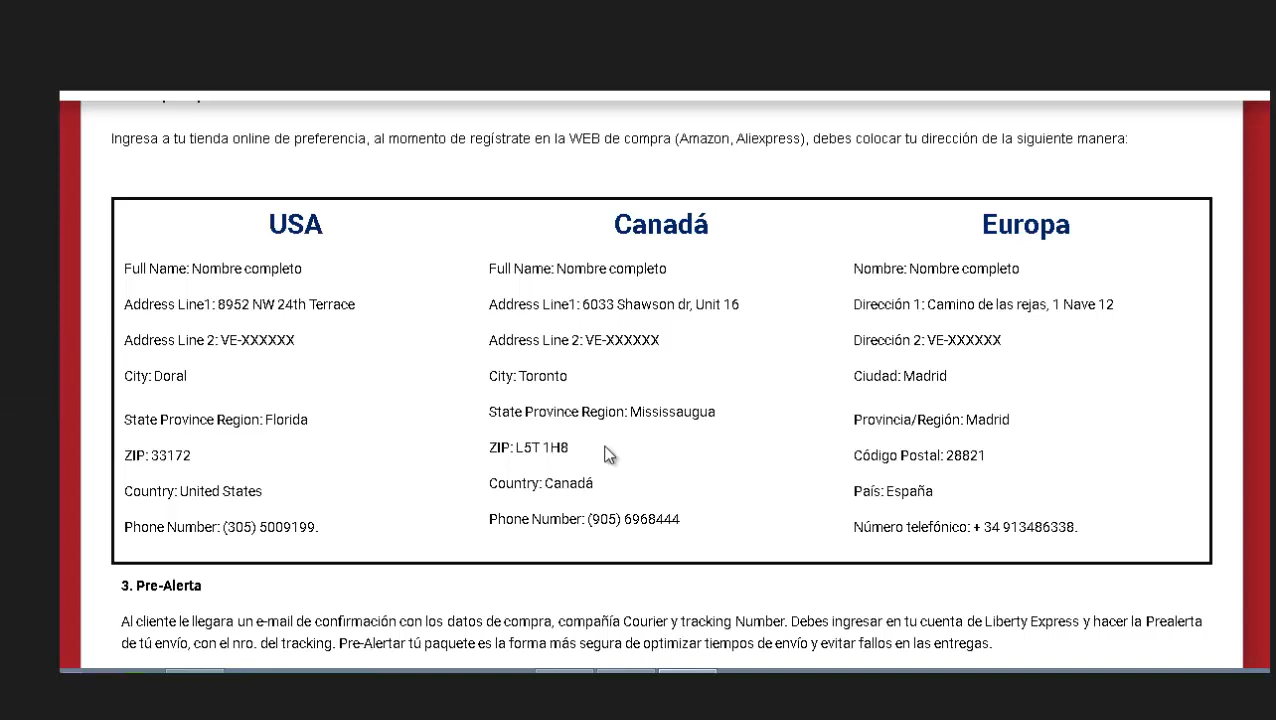 Ingresa a tu tienda online de preferencia, al momento de regístrate en la WEB de compra (Amazon, Aliexpress), debes colocar tu dirección de la siguiente manera:
USA
Full Name: Nombre completo
Address Line1: 8952 NW 24th Terrace
Address Line 2: VE-XXXXXX
City: Doral
State Province Region: Florida
ZIP: 33172
Country: United States
Phone Number: (305) 5009199.
Canadá
Full Name: Nombre completo
Address Line1: 6033 Shawson dr, Unit 16
Address Line 2: VE-XXXXXX
City: Toronto
State Province Region: Mississaugua
ZIP: L5T 1H8
Country: Canadá
Phone Number: (905) 6968444
Europa
Nombre: Nombre completo
Dirección 1: Camino de las rejas, 1 Nave 12
Dirección 2: VE-XXXXXX
Ciudad: Madrid
Provincia/Región: Madrid
Código Postal: 28821
País: España
Número telefónico: + 34 913486338.
3. Pre-Alerta
Al cliente le llegara un e-mail de confirmación con los datos de compra, compañía Courier y tracking Number. Debes ingresar en tu cuenta de Liberty Express y hacer la Prealerta
de tú envío, con el nro. del tracking. Pre-Alertar tú paquete es la forma más segura de optimizar tiempos de envío y evitar fallos en las entregas.